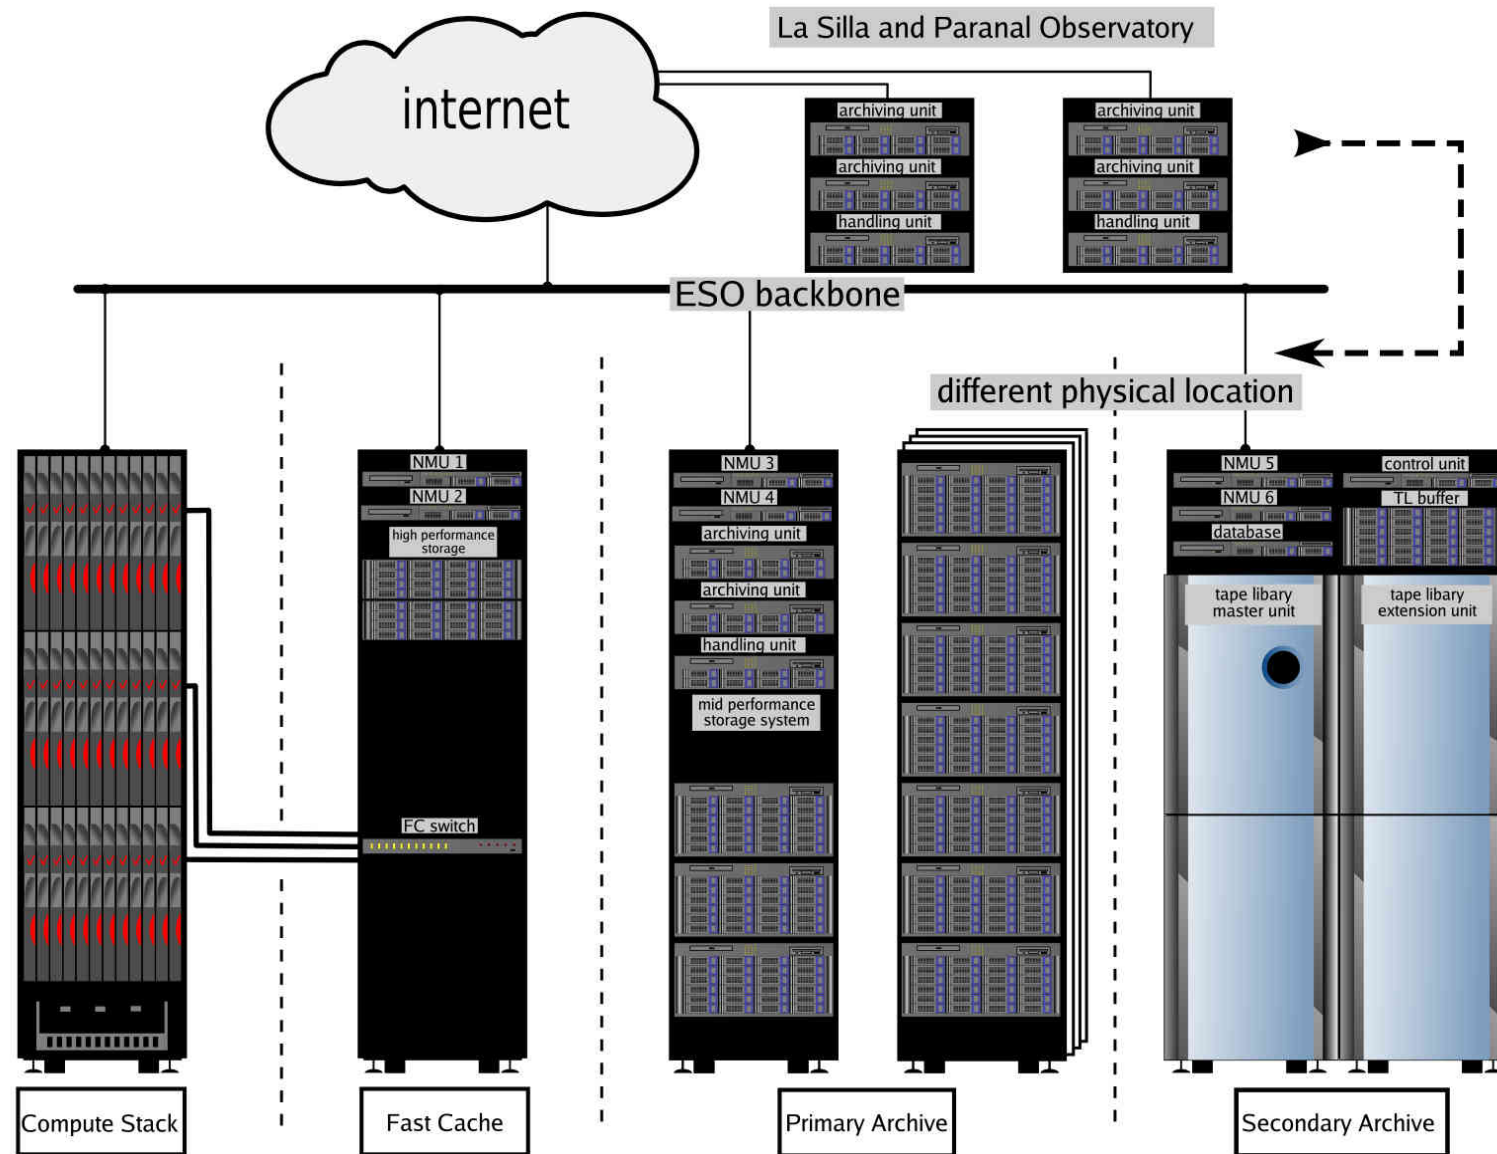 La Silla and Paranal Observatory
internet
archiving unit
archiving unit
handling unit
archiving unit
archiving unit
handling unit
ESO backbone
different physical location
NMU 1
NMU 2
high performance
storage
FC switch
NMU 3
NMU 4
archiving unit
archiving unit
handling unit
mid performance
storage system
NMU 5
NMU 6
database
control unit
TL buffer
tape libary
master unit
tape libary
extension unit
Compute Stack
Fast Cache
Primary Archive
Secondary Archive